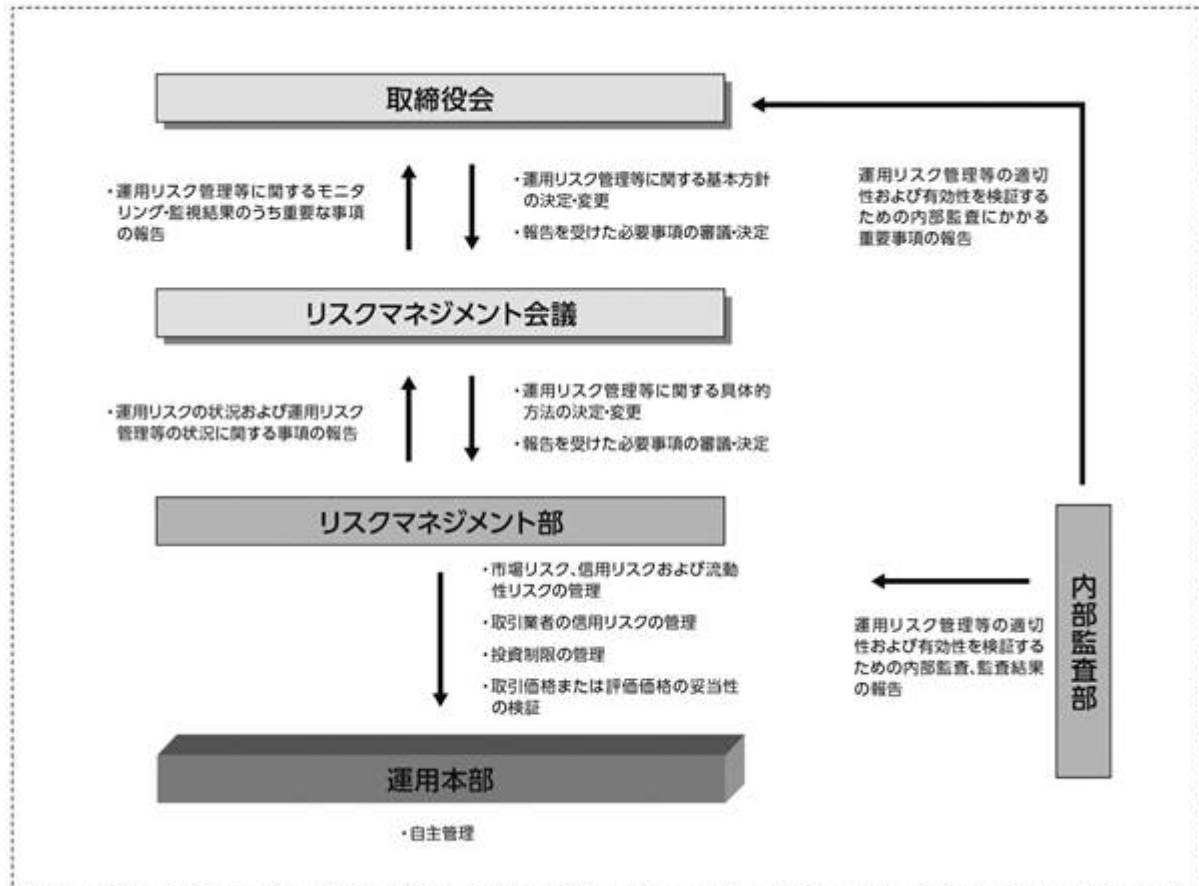 取締役会
・運用リスク管理等に関するモニタ
リング・監視結果のうち重要な事項
の報告
・運用リスク管理等に関する基本方針
の決定・変更
・報告を受けた必要事項の審議・決定
運用リスク管理等の適切
性および有効性を検証する
ための内部監査にかかる
重要事項の報告
リスクマネジメント会議
・運用リスクの状況および運用リスク
管理等の状況に関する事項の報告
・運用リスク管理等に関する具体的
方法の決定・変更
・報告を受けた必要事項の審議・決定
リスクマネジメント部
・市場リスク、信用リスクおよび流動
性リスクの管理
・取引業者の信用リスクの管理
・投資制限の管理
・取引価格または評価価格の妥当性
の検証
運用リスク管理等の適切
性および有効性を検証する
ための内部監査、監査結果
の報告
内部監査部
運用本部
・自主管理